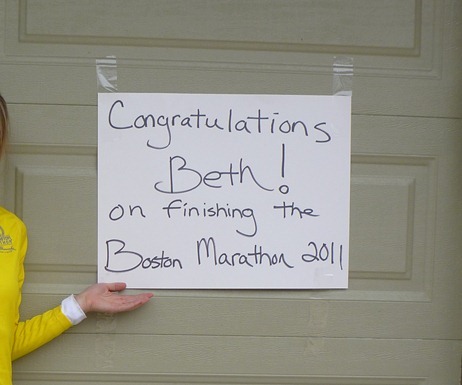 Congratulations
Beth!
on finishing the
Boston Marathon 2011